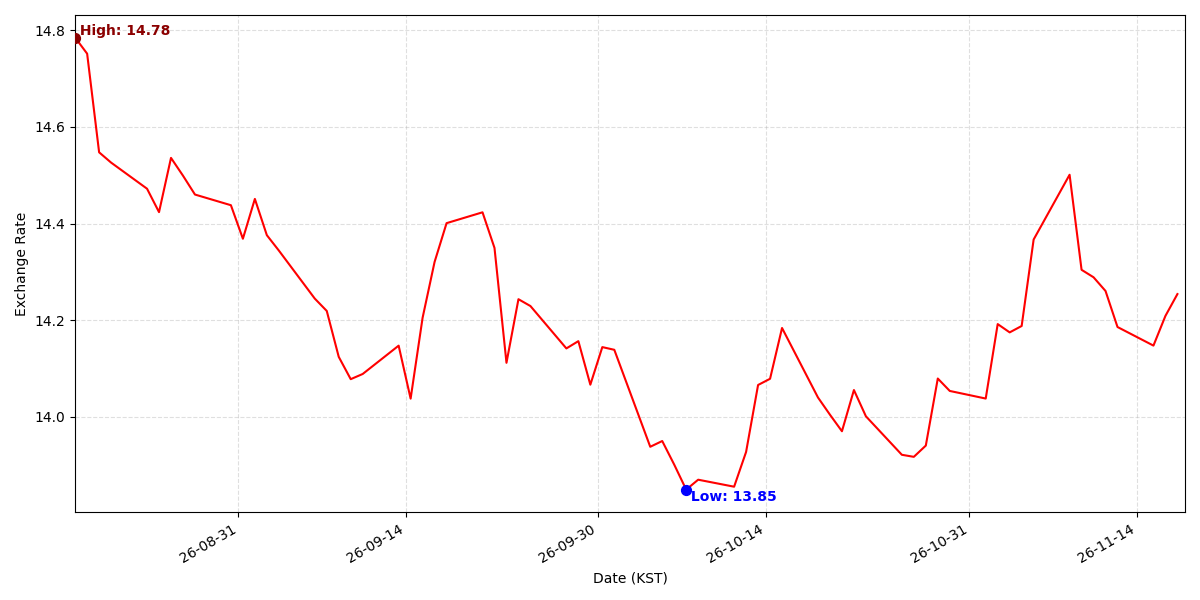 High: 14.78
14.8
14.6
14.4
14.2
14.0
Exchange Rate
Low: 13.85
26-08-31
26-09-14
26-09-30
26-10-14
26-10-31
26-11-14
Date (KST)